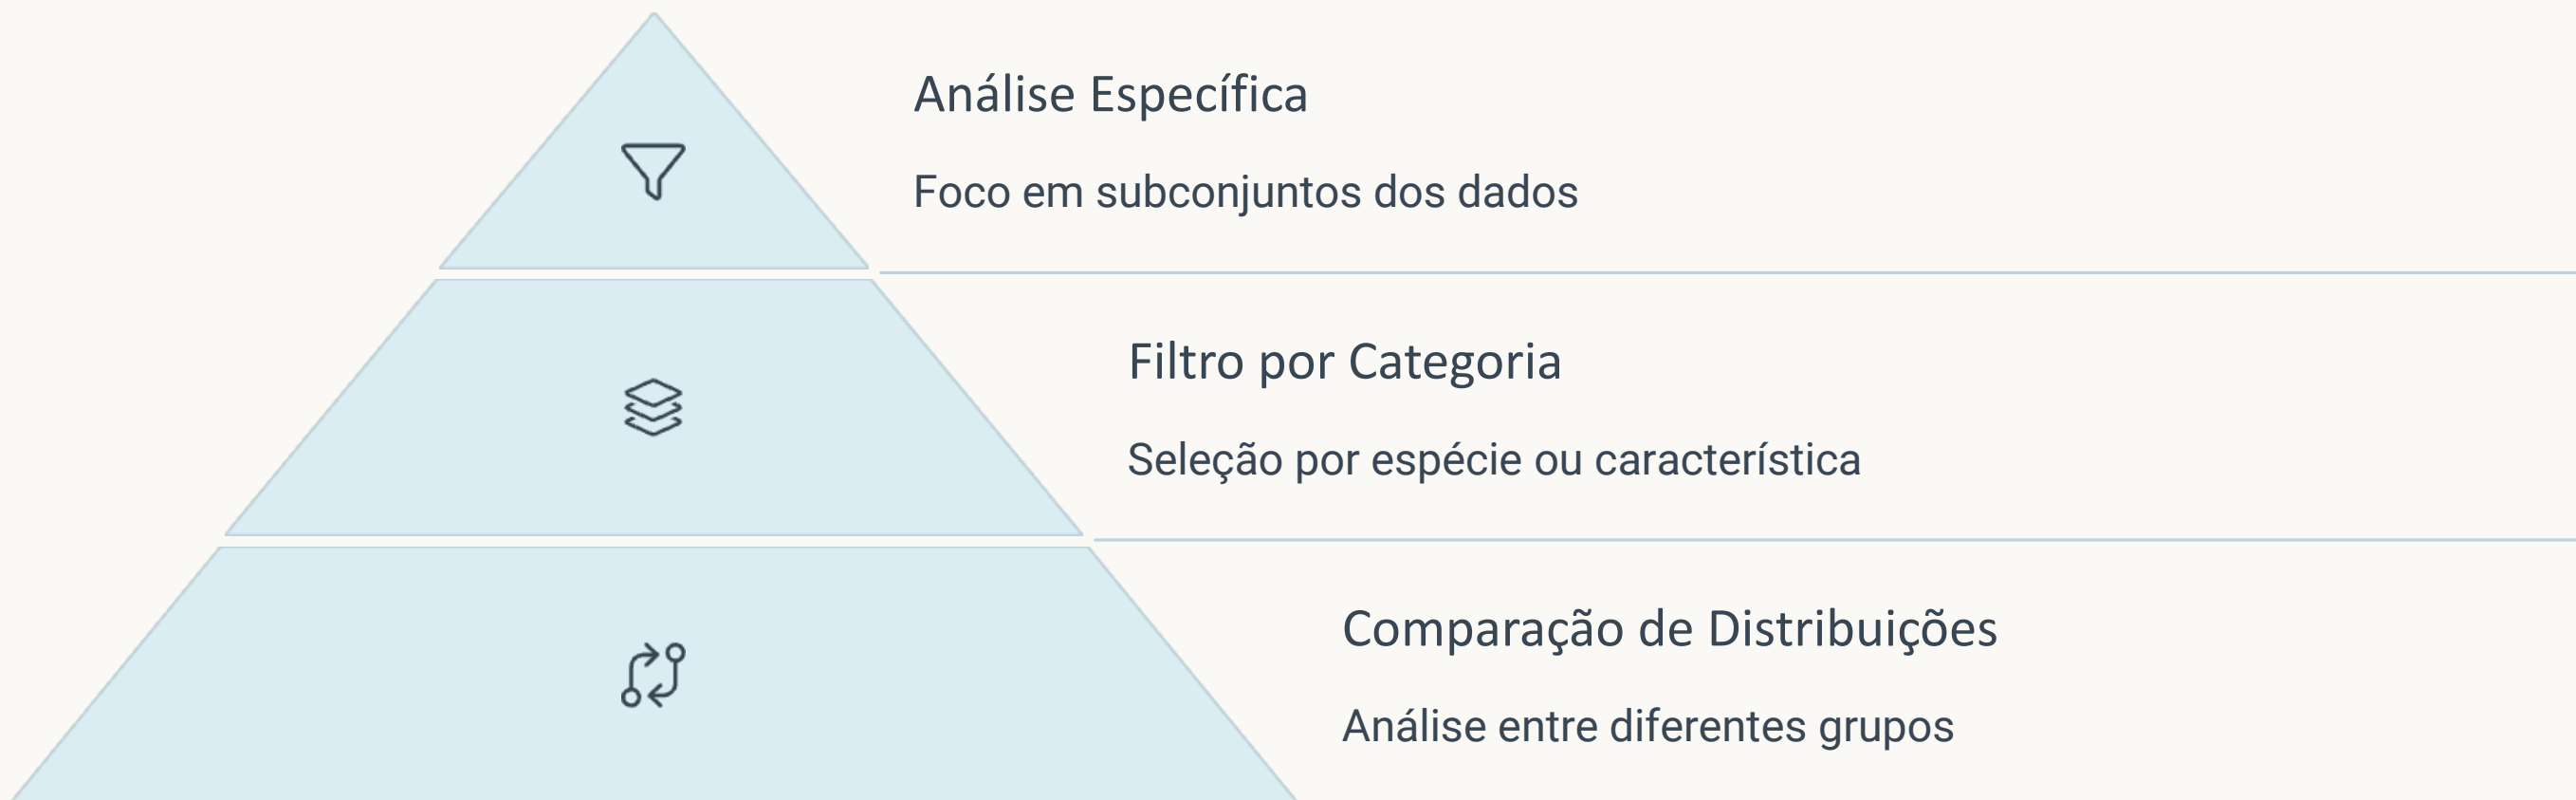 Análise Específica
Foco em subconjuntos dos dados
Filtro por Categoria
Seleção por espécie ou característica
Comparação de Distribuições
Análise entre diferentes grupos